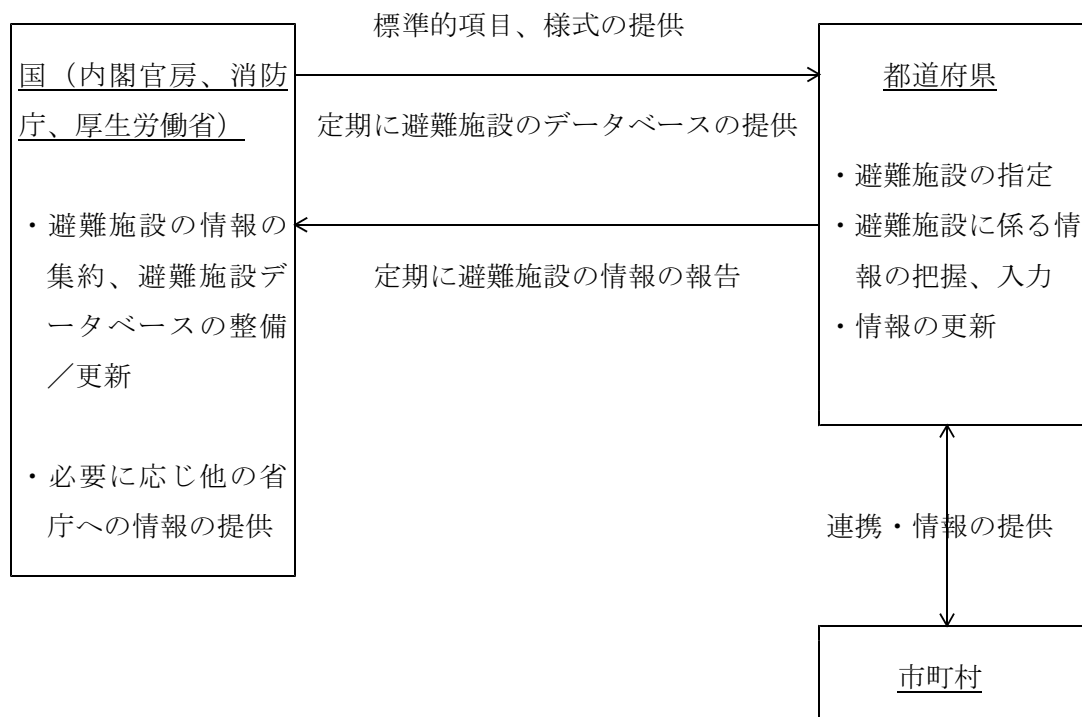 標準的項目、様式の提供
国（内閣官房、消防
庁、厚生労働省）
・避難施設の情報の
集約、避難施設デ
ータベースの整備
／更新
・必要に応じ他の省
庁への情報の提供
定期に避難施設のデータベースの提供
定期に避難施設の情報の報告
都道府県
・避難施設の指定
・避難施設に係る情
報の把握、入力
・情報の更新
連携・情報の提供
市町村